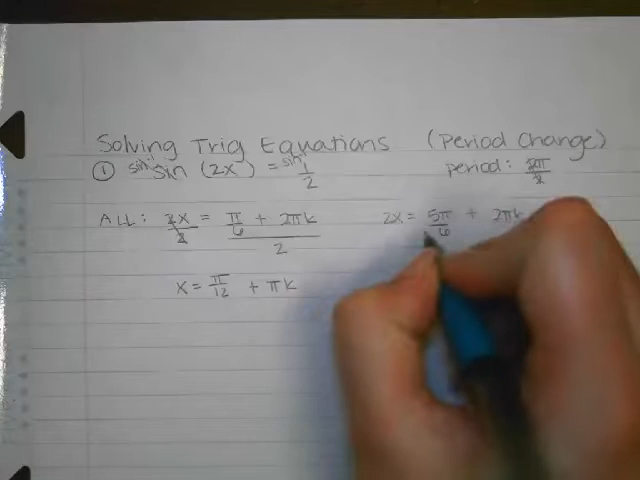 Solving Trig Equations (Period Change)
① sin⁻¹ sin (2x) = sin⁻¹ 1/2 period: 2π/2
ALL: 2x/2 = (π/6 + 2πk)/2 2x = 5π/6 + 2πk
x = π/12 + πk